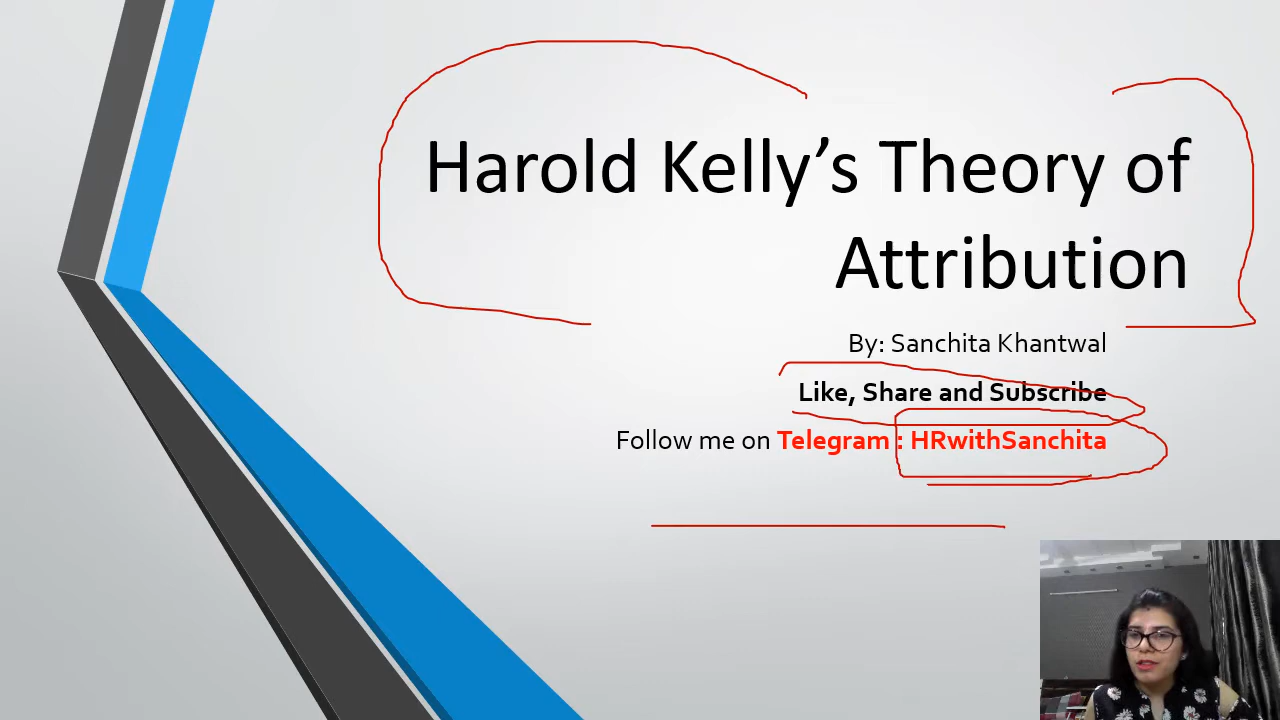 Harold Kelly’s Theory of
Attribution
By: Sanchita Khantwal
Like, Share and Subscribe
Follow me on Telegram : HRwithSanchita